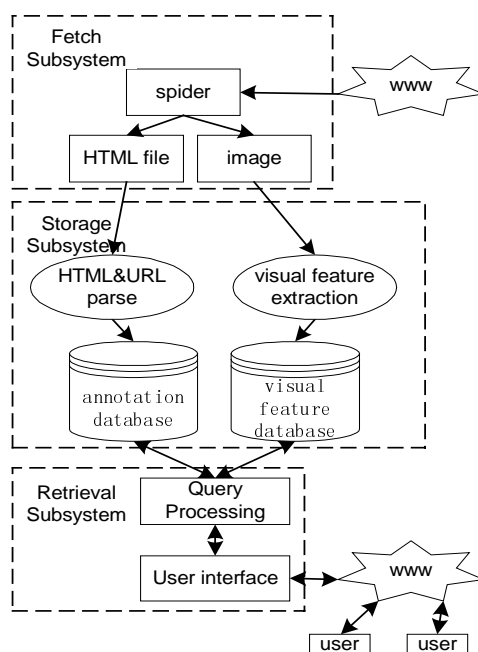 Fetch
Subsystem
www
spider
HTML file
image
Storage
Subsystem
HTML&URL
parse
visual feature
extraction
annotation
database
visual
feature
database
Retrieval
Subsystem
Query
Processing
User interface
www
user
user